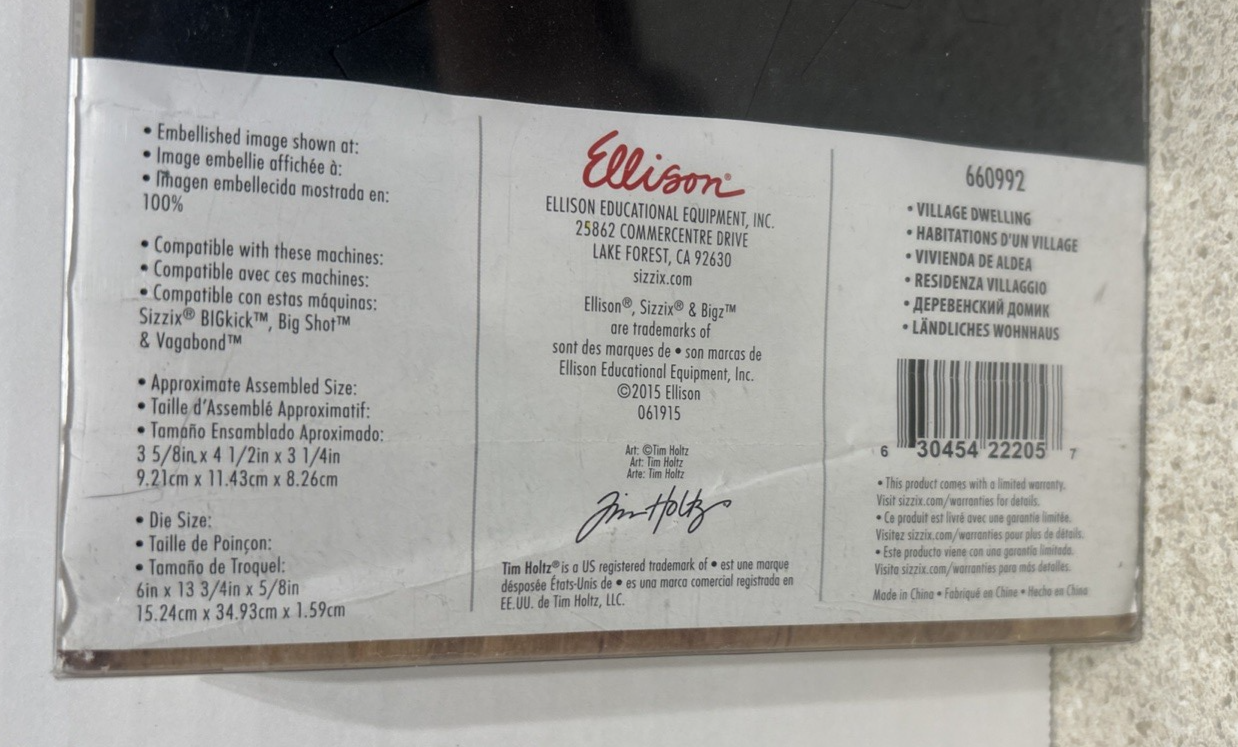 • Embellished image shown at:
• Image embellie affichée à:
• Imagen embellecida mostrada en:
100%
• Compatible with these machines:
• Compatible avec ces machines:
• Compatible con estas máquinas:
Sizzix® BIGkick™, Big Shot™
& Vagabond™
• Approximate Assembled Size:
• Taille d'Assemblé Approximatif:
• Tamaño Ensamblado Aproximado:
3 5/8in x 4 1/2in x 3 1/4in
9.21cm x 11.43cm x 8.26cm
• Die Size:
• Taille de Poinçon:
• Tamaño de Troquel:
6in x 13 3/4in x 5/8in
15.24cm x 34.93cm x 1.59cm
Ellison®
ELLISON EDUCATIONAL EQUIPMENT, INC.
25862 COMMERCENTRE DRIVE
LAKE FOREST, CA 92630
sizzix.com
Ellison®, Sizzix® & Bigz™
are trademarks of
sont des marques de • son marcas de
Ellison Educational Equipment, Inc.
©2015 Ellison
061915
Art: ©Tim Holtz
Art: Tim Holtz
Arte: Tim Holtz
Tim Holtz
Tim Holtz® is a US registered trademark of • est une marque
désposée États-Unis de • es una marca comercial registrada en
EE.UU. de Tim Holtz, LLC.
660992
• VILLAGE DWELLING
• HABITATIONS D'UN VILLAGE
• VIVIENDA DE ALDEA
• RESIDENZA VILLAGGIO
• ДЕРЕВЕНСКИЙ ДОМИК
• LÄNDLICHES WOHNHAUS
6 30454 22205 7
• This product comes with a limited warranty.
Visit sizzix.com/warranties for details.
• Ce produit est livré avec une garantie limitée.
Visitez sizzix.com/warranties pour plus de détails.
• Este producto viene con una garantía limitada.
Visita sizzix.com/warranties para más detalles.
Made in China • Fabriqué en Chine • Hecho en China